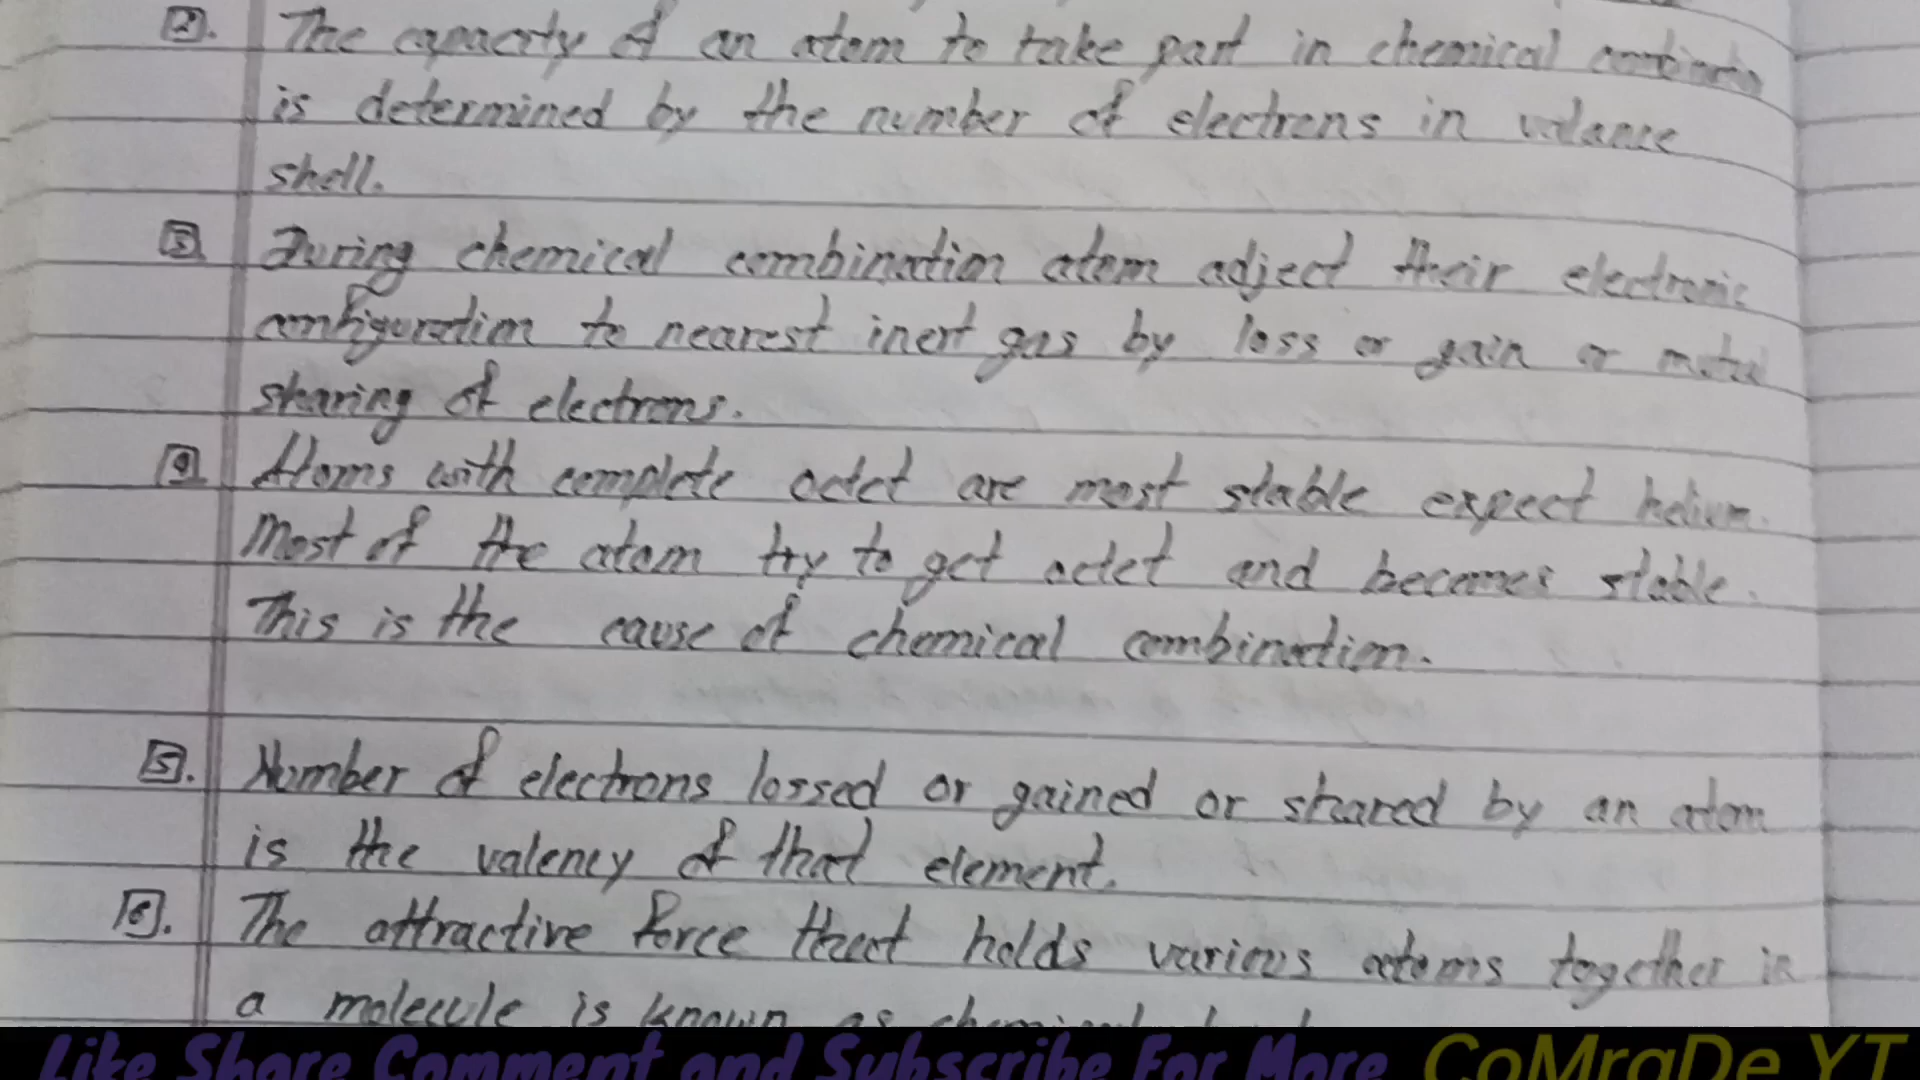 2. The capacity of an atom to take part in chemical
is determined by the number of electrons in valance
shell.
3 During chemical combination atom adject their electronic
configuration to nearest inert gas by loss or gain or
sharing of electrons.
4 Atoms with complete octet are most stable expect helium.
Most of the atom try to get octet and becomes stable.
This is the cause of chemical combination.
5. Number of electrons lossed or gained or shared by an atom
is the valency of that element.
6. The attractive force that holds various atoms together in
a molecule is known as chemical
Like Share Comment and Subscribe For More CoMraDe YT